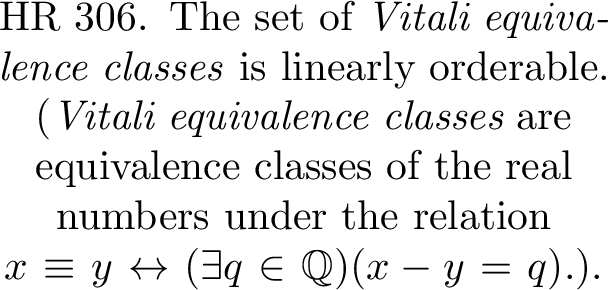 HR 306. The set of Vitali equiva-
lence classes is linearly orderable.
( Vitali equivalence classes are
equivalence classes of the real
numbers under the relation
x ≡ y ↔ (∃q ∈ ℚ)(x − y = q).).